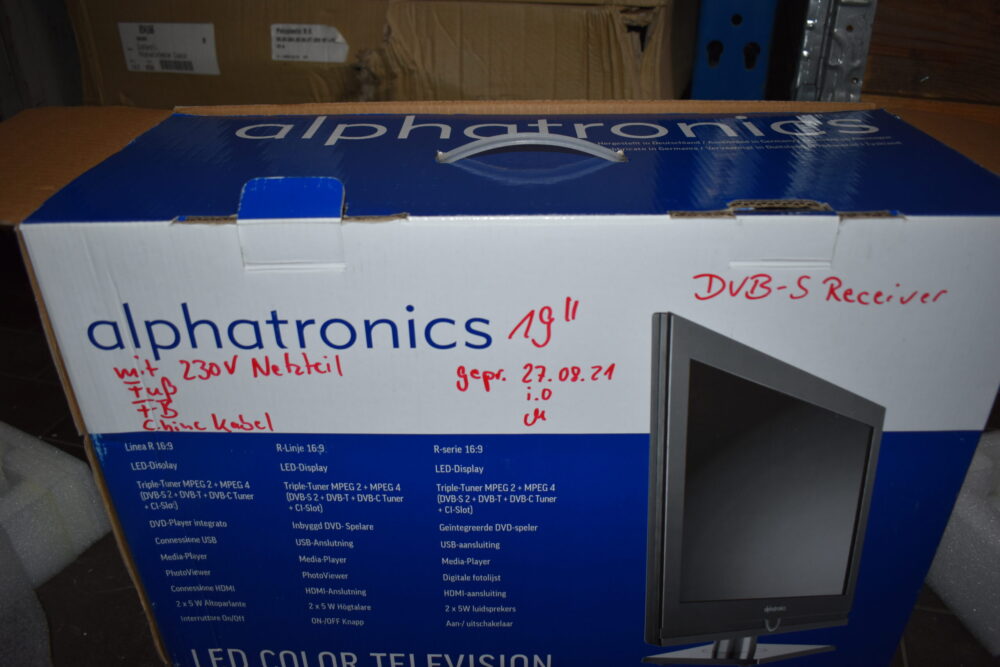 alphatronics
alphatronics 19"
DVB-S Receiver
mit 230V Netzteil
Fuß
FB
Chinc Kabel
gepr. 27.08.21
i.O
Linea R 16:9
LED-Display
Triple-Tuner MPEG 2 + MPEG 4
(DVB-S 2 + DVB-T + DVB-C Tuner
+ CI-Slot)
DVD-Player integrato
Connessione USB
Media-Player
PhotoViewer
Connessione HDMI
2 x 5 W Altoparlante
Interruttore On/Off
R-Linje 16:9
LED-Display
Triple-Tuner MPEG 2 + MPEG 4
(DVB-S 2 + DVB-T + DVB-C Tuner
+ CI-Slot)
Inbyggd DVD- Spelare
USB-Anslutning
Media-Player
PhotoViewer
HDMI-Anslutning
2 x 5 W Högtalare
ON-/OFF Knapp
R-serie 16:9
LED-Display
Triple-Tuner MPEG 2 + MPEG 4
(DVB-S 2 + DVB-T + DVB-C Tuner
+ CI-Slot)
Geïntegreerde DVD-speler
USB-aansluiting
Media-Player
Digitale fotolijst
HDMI-aansluiting
2 x 5W luidsprekers
Aan-/ uitschakelaar
LED COLOR TELEVISION